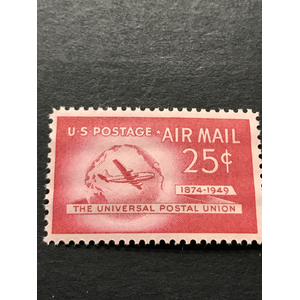 U.S POSTAGE ★ AIR MAIL
25¢
1874-1949
THE UNIVERSAL POSTAL UNION